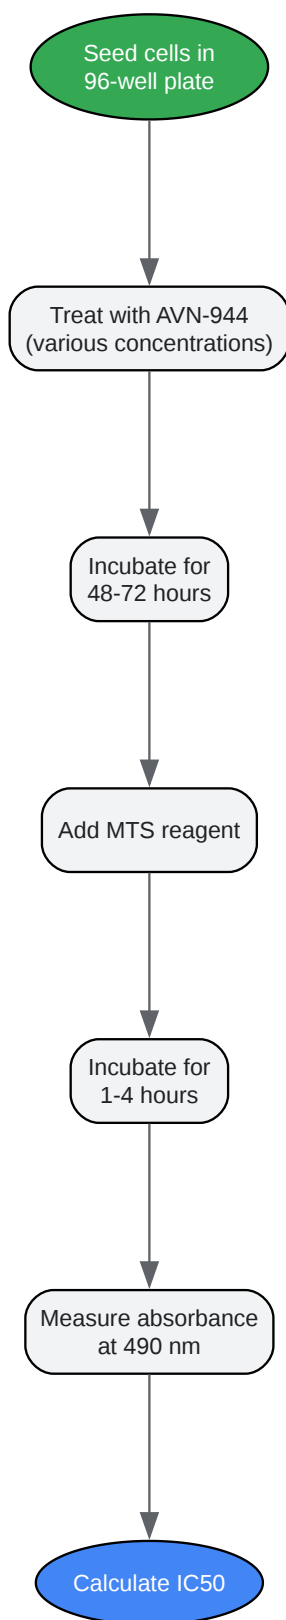 Seed cells in
96-well plate
Treat with AVN-944
(various concentrations)
Incubate for
48-72 hours
Add MTS reagent
Incubate for
1-4 hours
Measure absorbance
at 490 nm
Calculate IC50